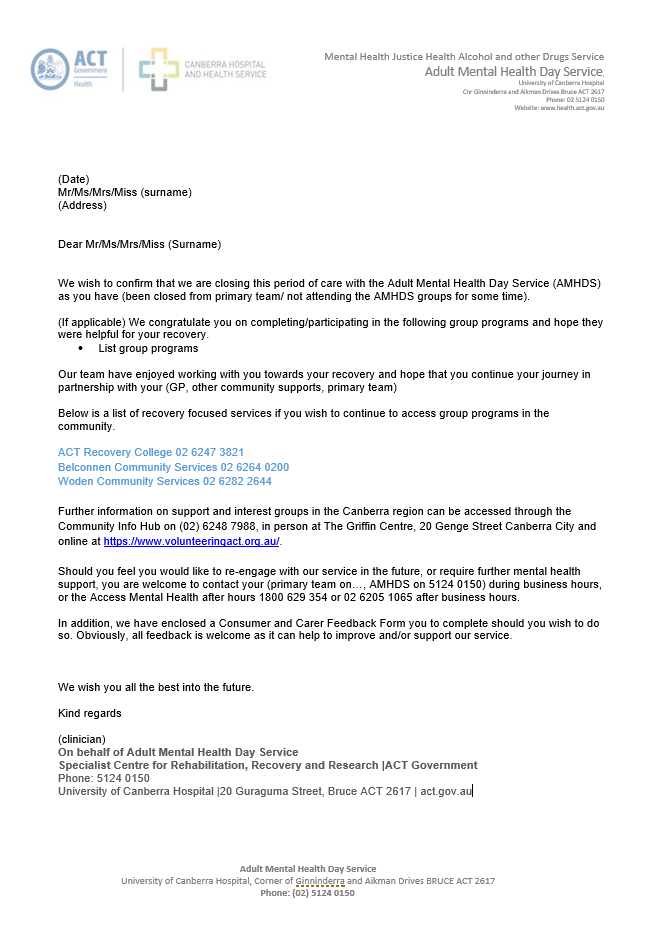 ACT
Government
Health
CANBERRA HOSPITAL
AND HEALTH SERVICE
Mental Health Justice Health Alcohol and other Drugs Service
Adult Mental Health Day Service,
University of Canberra Hospital
Cnr Ginninderra and Aikman Drives Bruce ACT 2617
Phone: 02 5124 0150
Website: www.health.act.gov.au
(Date)
Mr/Ms/Mrs/Miss (surname)
(Address)
Dear Mr/Ms/Mrs/Miss (Surname)
We wish to confirm that we are closing this period of care with the Adult Mental Health Day Service (AMHDS)
as you have (been closed from primary team/ not attending the AMHDS groups for some time).
(If applicable) We congratulate you on completing/participating in the following group programs and hope they
were helpful for your recovery.
• List group programs
Our team have enjoyed working with you towards your recovery and hope that you continue your journey in
partnership with your (GP, other community supports, primary team)
Below is a list of recovery focused services if you wish to continue to access group programs in the
community.
ACT Recovery College 02 6247 3821
Belconnen Community Services 02 6264 0200
Woden Community Services 02 6282 2644
Further information on support and interest groups in the Canberra region can be accessed through the
Community Info Hub on (02) 6248 7988, in person at The Griffin Centre, 20 Genge Street Canberra City and
online at https://www.volunteeringact.org.au/.
Should you feel you would like to re-engage with our service in the future, or require further mental health
support, you are welcome to contact your (primary team on…, AMHDS on 5124 0150) during business hours,
or the Access Mental Health after hours 1800 629 354 or 02 6205 1065 after business hours.
In addition, we have enclosed a Consumer and Carer Feedback Form you to complete should you wish to do
so. Obviously, all feedback is welcome as it can help to improve and/or support our service.
We wish you all the best into the future.
Kind regards
(clinician)
On behalf of Adult Mental Health Day Service
Specialist Centre for Rehabilitation, Recovery and Research |ACT Government
Phone: 5124 0150
University of Canberra Hospital |20 Guraguma Street, Bruce ACT 2617 | act.gov.au
Adult Mental Health Day Service
University of Canberra Hospital, Corner of Ginninderra and Aikman Drives BRUCE ACT 2617
Phone: (02) 5124 0150